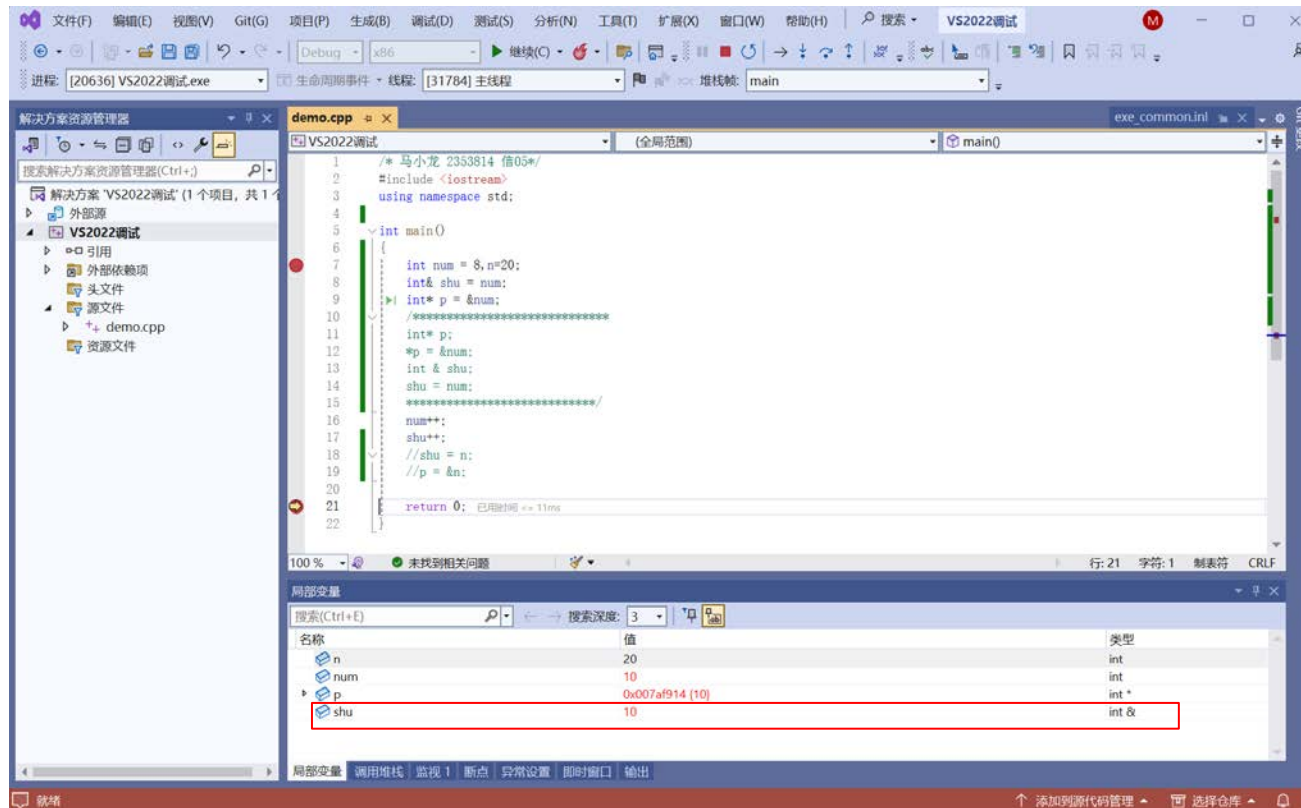 文件(F) 编辑(E) 视图(V) Git(G) 项目(P) 生成(B) 调试(D) 测试(S) 分析(N) 工具(T) 扩展(X) 窗口(W) 帮助(H) 搜索 VS2022调试 M
Debug x86 继续(C)
进程: [20636] VS2022调试.exe 生命周期事件 线程: [31784] 主线程 堆栈帧: main
解决方案资源管理器
搜索解决方案资源管理器(Ctrl+;)
解决方案 'VS2022调试' (1 个项目, 共 1 个
外部源
VS2022调试
引用
外部依赖项
头文件
源文件
demo.cpp
资源文件
demo.cpp exe_common.inl
VS2022调试 (全局范围) main()
1 /* 马小龙 2353814 信05*/
2 #include <iostream>
3 using namespace std;
4
5 int main()
6 {
7 int num = 8,n=20;
8 int& shu = num;
9 int* p = &num;
10 /*****************************
11 int* p;
12 *p = &num;
13 int & shu;
14 shu = num;
15 ****************************/
16 num++;
17 shu++;
18 //shu = n;
19 //p = &n;
20
21 return 0; 已用时间 <= 11ms
22 }
100 % 未找到相关问题 行: 21 字符: 1 制表符 CRLF
局部变量
搜索(Ctrl+E) 搜索深度: 3
名称 值 类型
n 20 int
num 10 int
p 0x007af914 {10} int *
shu 10 int &
局部变量 调用堆栈 监视 1 断点 异常设置 即时窗口 输出
就绪 添加到源代码管理 选择仓库